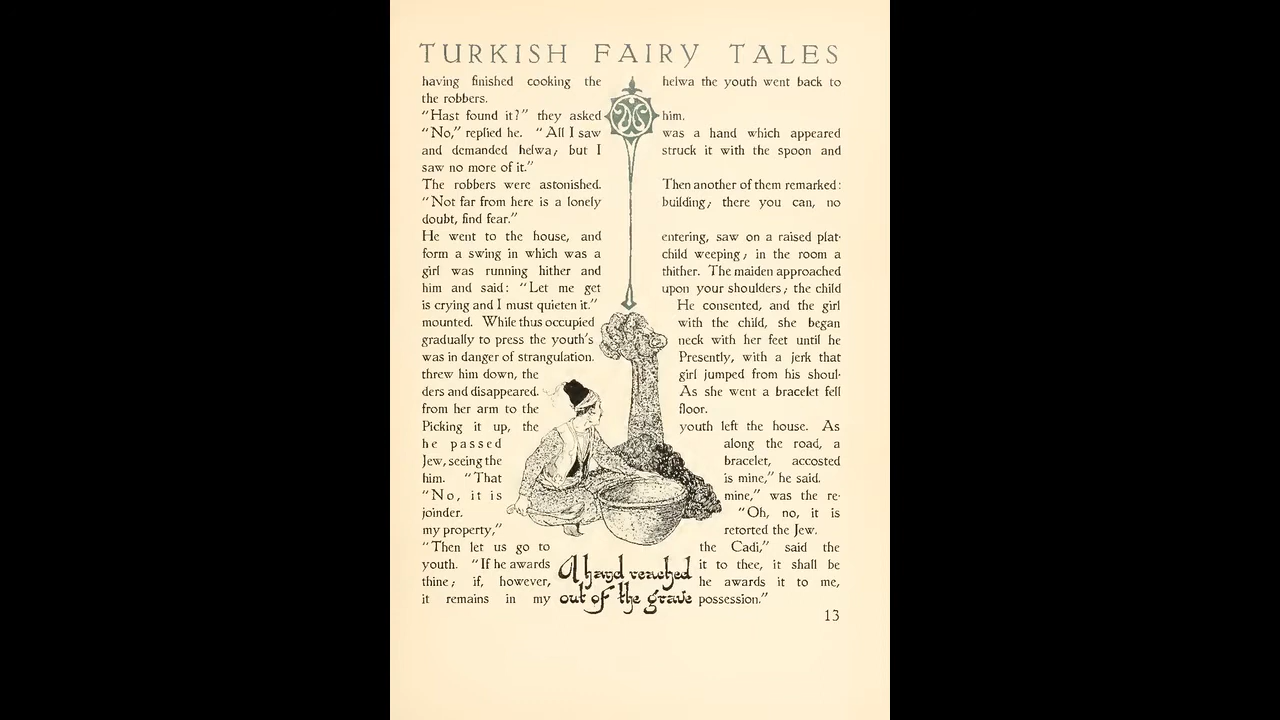 TURKISH FAIRY TALES
having finished cooking the helwa the youth went back to
the robbers.
"Hast found it?" they asked him.
"No," replied he. "All I saw was a hand which appeared
and demanded helwa; but I struck it with the spoon and
saw no more of it."
The robbers were astonished. Then another of them remarked:
"Not far from here is a lonely building; there you can, no
doubt, find fear."
He went to the house, and entering, saw on a raised plat-
form a swing in which was a child weeping; in the room a
girl was running hither and thither. The maiden approached
him and said: "Let me get upon your shoulders; the child
is crying and I must quieten it." He consented, and the girl
mounted. While thus occupied with the child, she began
gradually to press the youth's neck with her feet until he
was in danger of strangulation. Presently, with a jerk that
threw him down, the girl jumped from his shoul-
ders and disappeared. As she went a bracelet fell
from her arm to the floor.
Picking it up, the youth left the house. As
he passed along the road, a
Jew, seeing the bracelet, accosted
him. "That is mine," he said.
"No, it is mine," was the re-
joinder. "Oh, no, it is
my property," retorted the Jew.
"Then let us go to the Cadi," said the
youth. "If he awards it to thee, it shall be
thine; if, however, he awards it to me,
it remains in my possession."
A hand reached
out of the grave
13